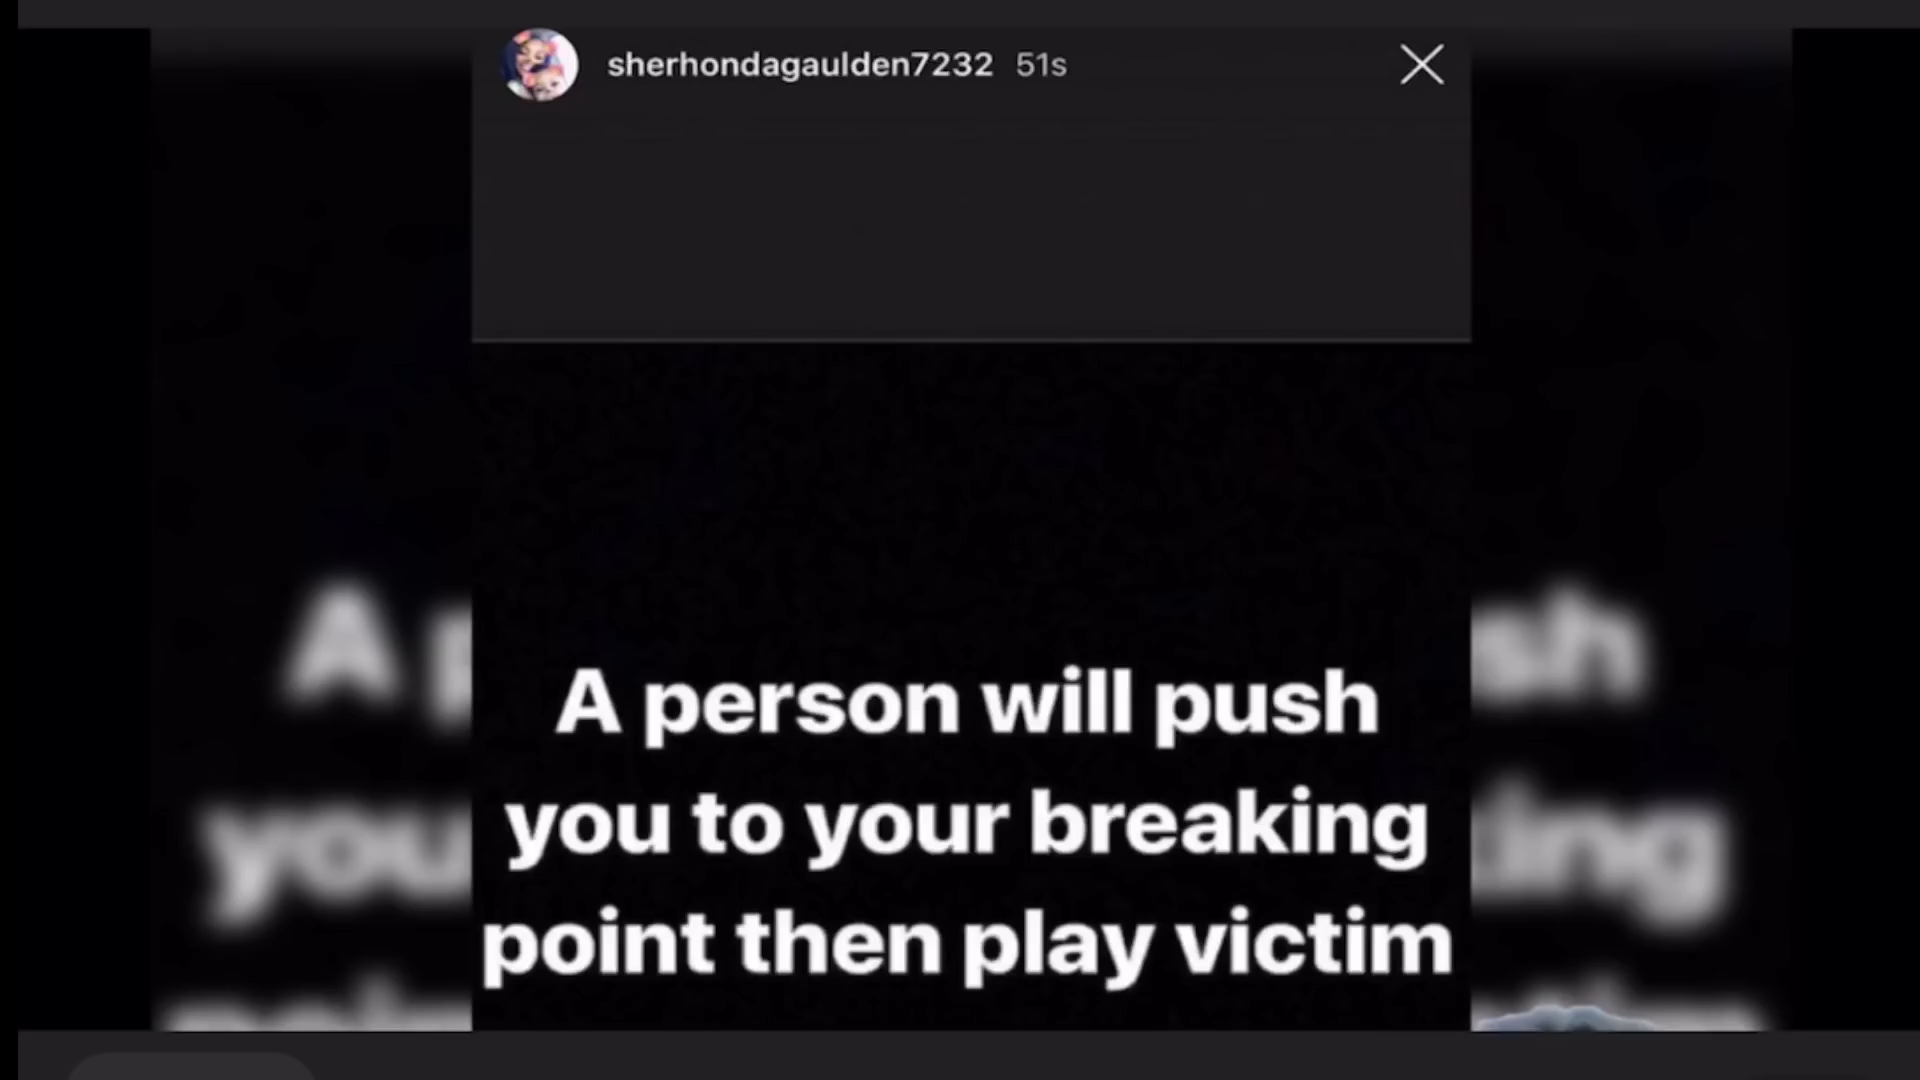 sherhondagaulden7232 51s
A person will push
you to your breaking
point then play victim